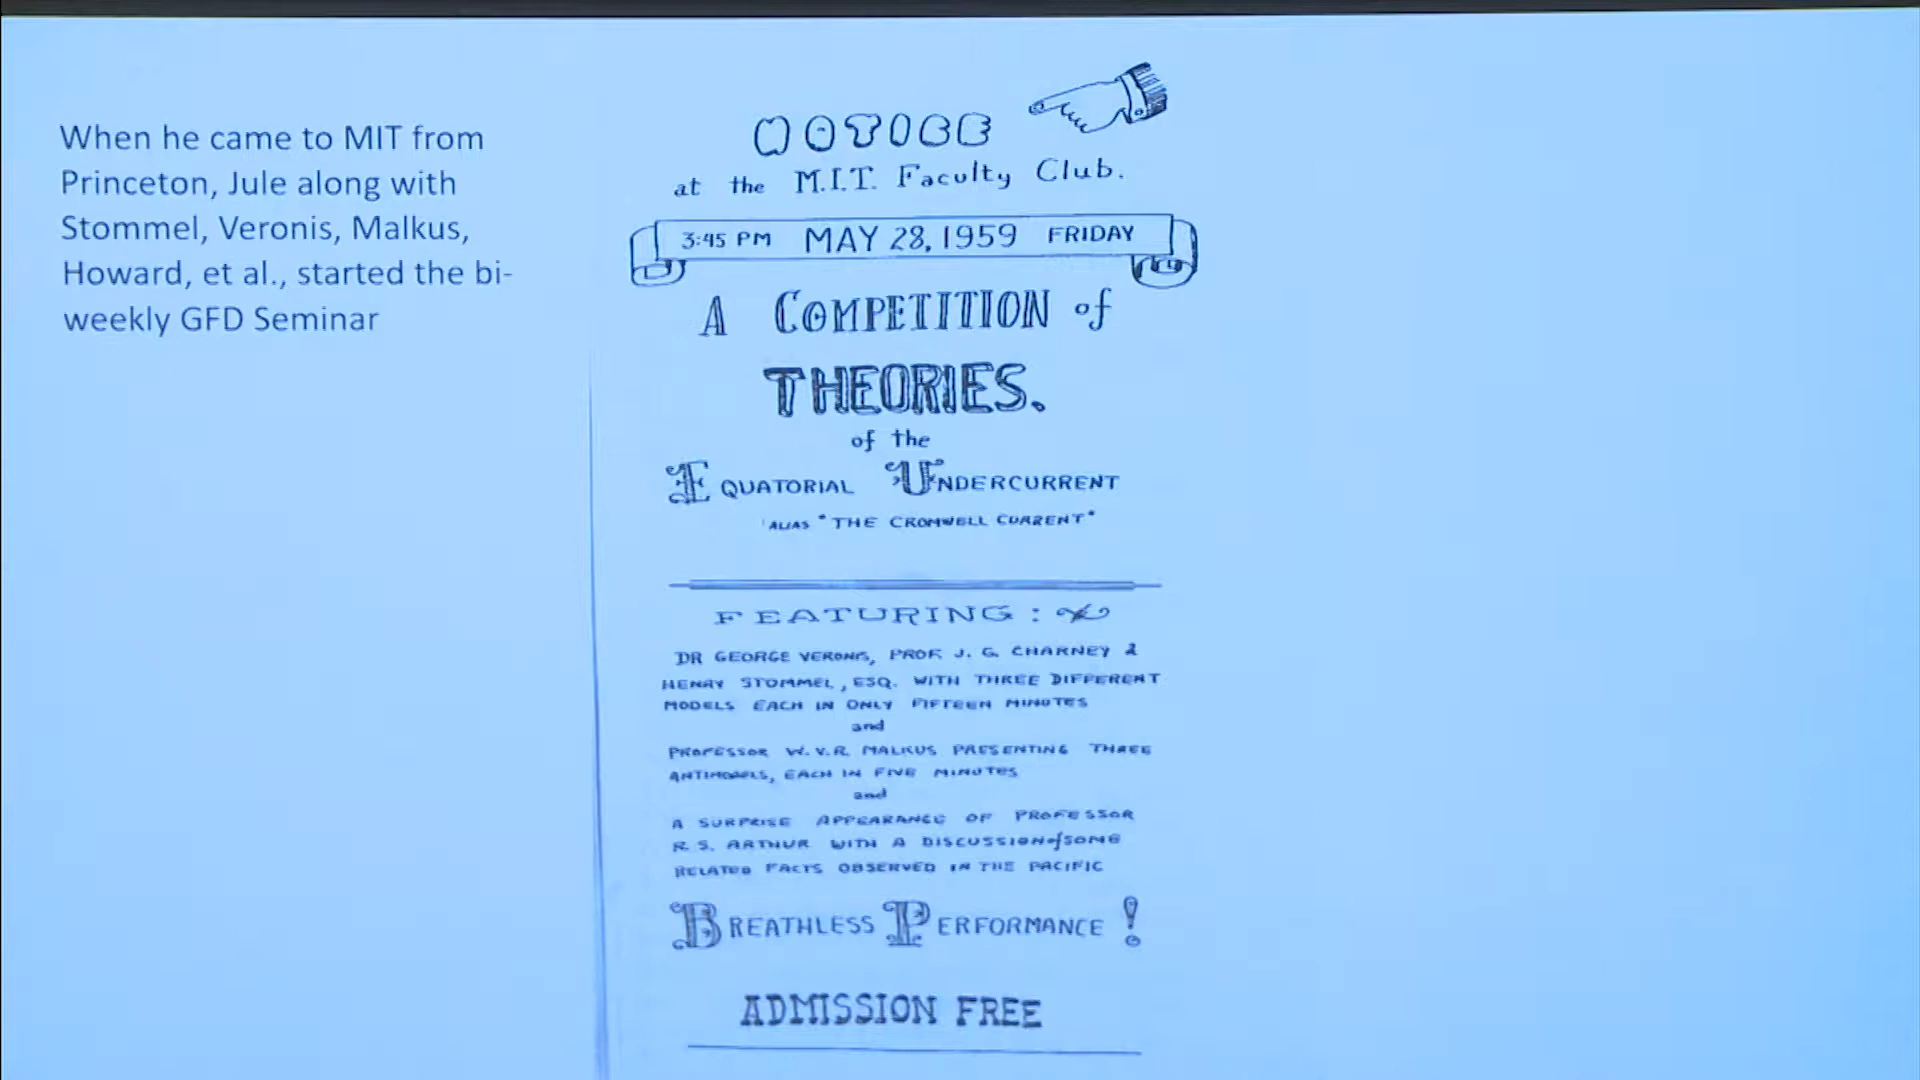 When he came to MIT from
Princeton, Jule along with
Stommel, Veronis, Malkus,
Howard, et al., started the bi-
weekly GFD Seminar
NOTICE
at the M.I.T. Faculty Club.
3:45 PM MAY 28, 1959 FRIDAY
A COMPETITION of
THEORIES.
of the
EQUATORIAL UNDERCURRENT
ALIAS "THE CROMWELL CURRENT"
FEATURING:
DR GEORGE VERONIS, PROF. J. G. CHARNEY &
HENRY STOMMEL, ESQ. WITH THREE DIFFERENT
MODELS EACH IN ONLY FIFTEEN MINUTES
and
PROFESSOR W.V.R. MALKUS PRESENTING THREE
ANTIMODELS, EACH IN FIVE MINUTES
and
A SURPRISE APPEARANCE OF PROFESSOR
R.S. ARTHUR WITH A DISCUSSION of SOME
RELATED FACTS OBSERVED IN THE PACIFIC
BREATHLESS PERFORMANCE!
ADMISSION FREE